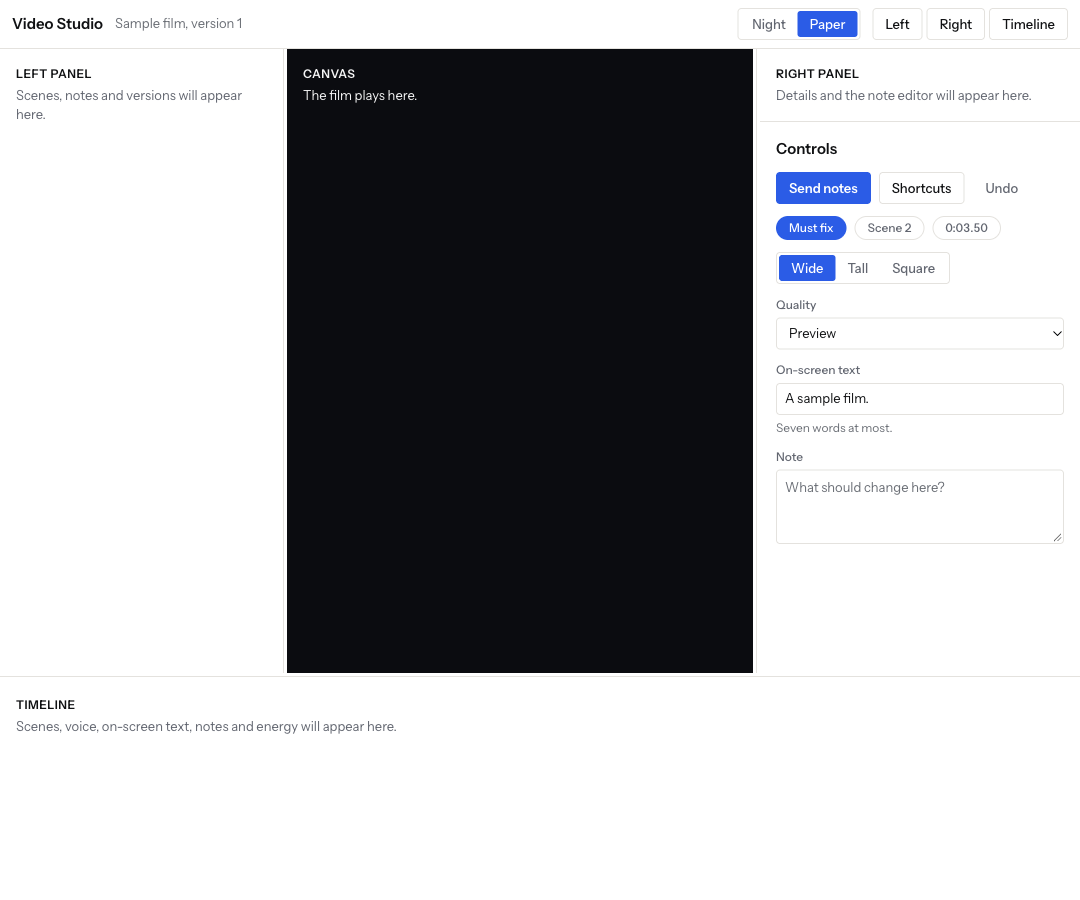 Video Studio
Sample film, version 1
Night
Paper
Left
Right
Timeline
LEFT PANEL
Scenes, notes and versions will appear
here.
CANVAS
The film plays here.
RIGHT PANEL
Details and the note editor will appear here.
Controls
Send notes
Shortcuts
Undo
Must fix
Scene 2
0:03.50
Wide
Tall
Square
Quality
Preview
On-screen text
A sample film.
Seven words at most.
Note
What should change here?
TIMELINE
Scenes, voice, on-screen text, notes and energy will appear here.